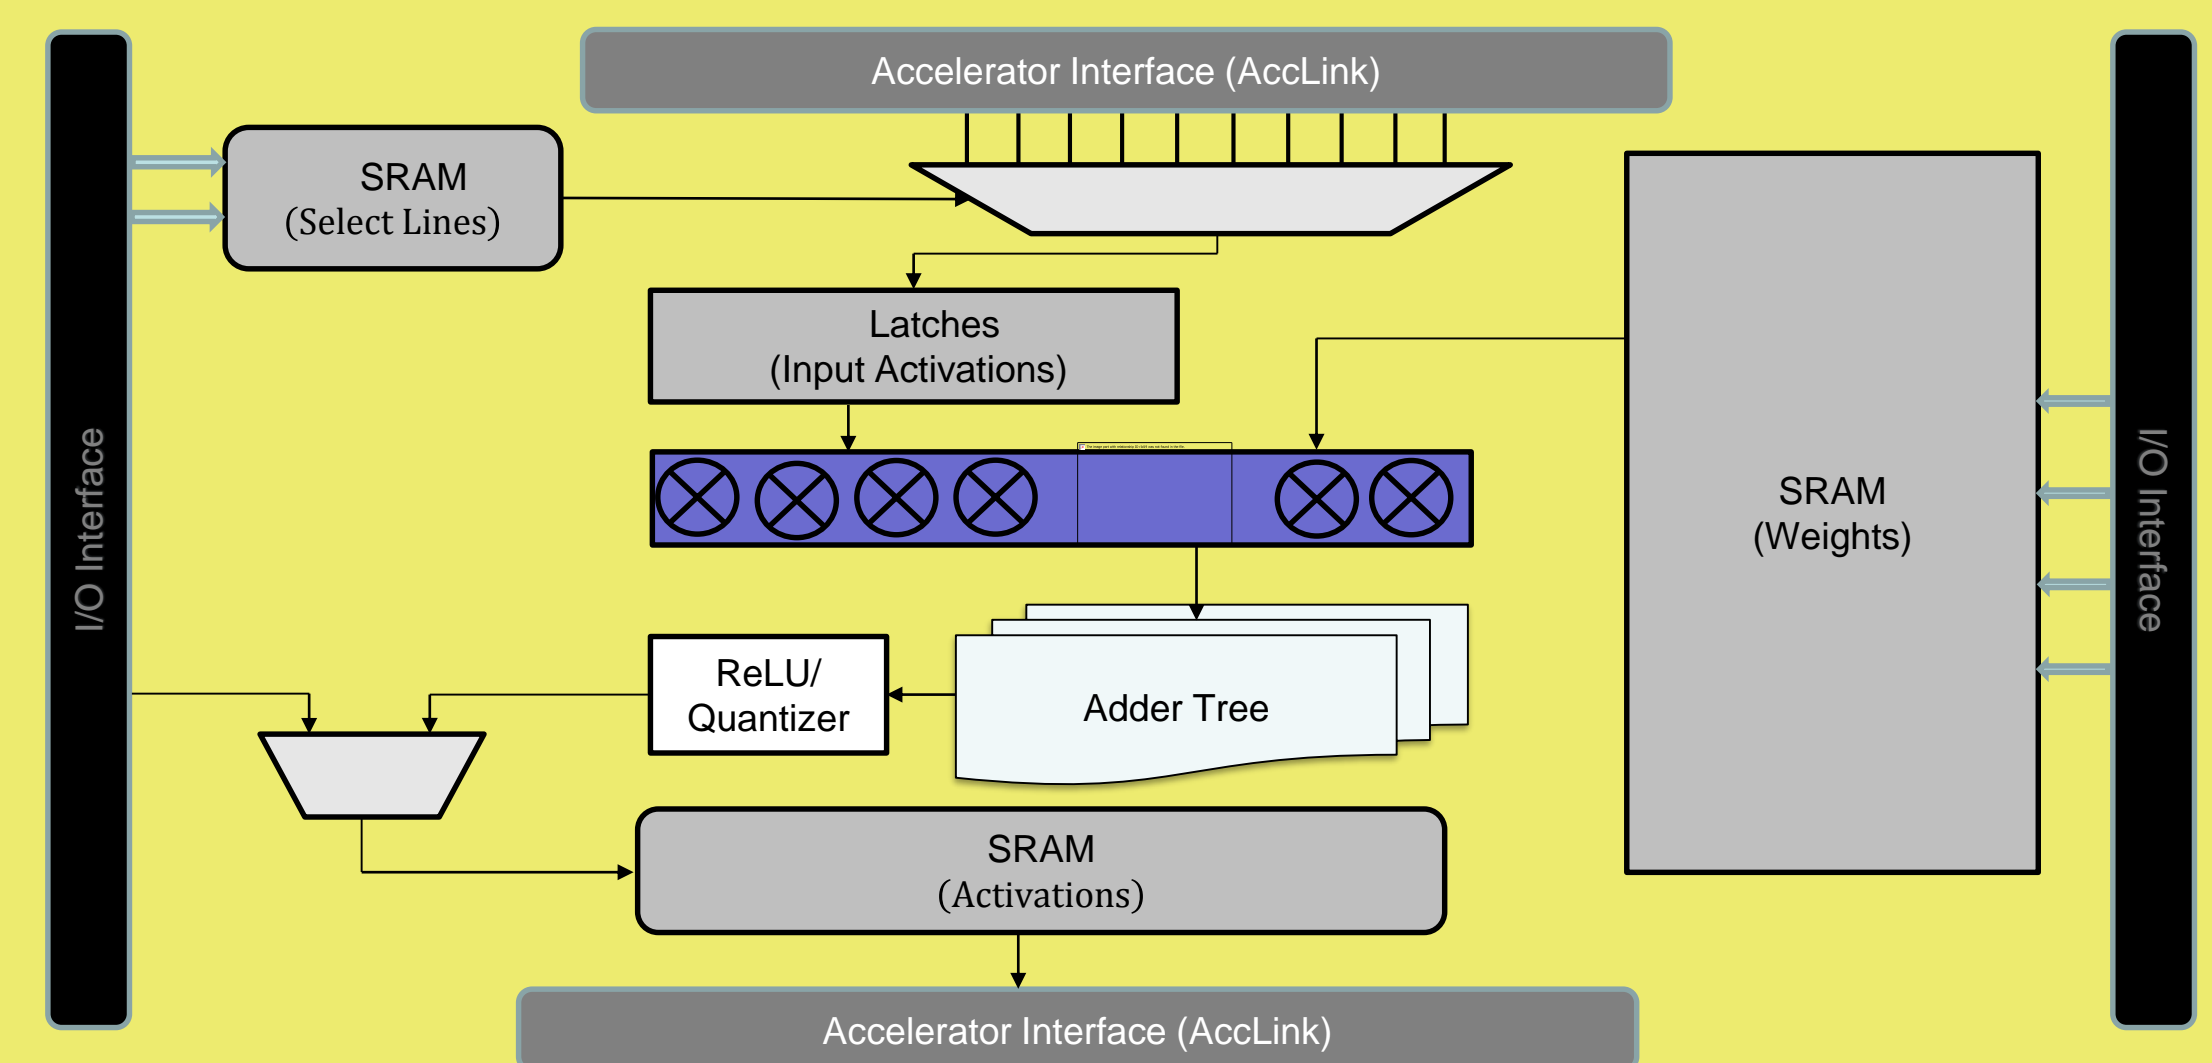 Accelerator Interface (AccLink)
SRAM
(Select Lines)
Latches
(Input Activations)
I/O Interface
SRAM
(Weights)
I/O Interface
ReLU/
Quantizer
Adder Tree
SRAM
(Activations)
Accelerator Interface (AccLink)